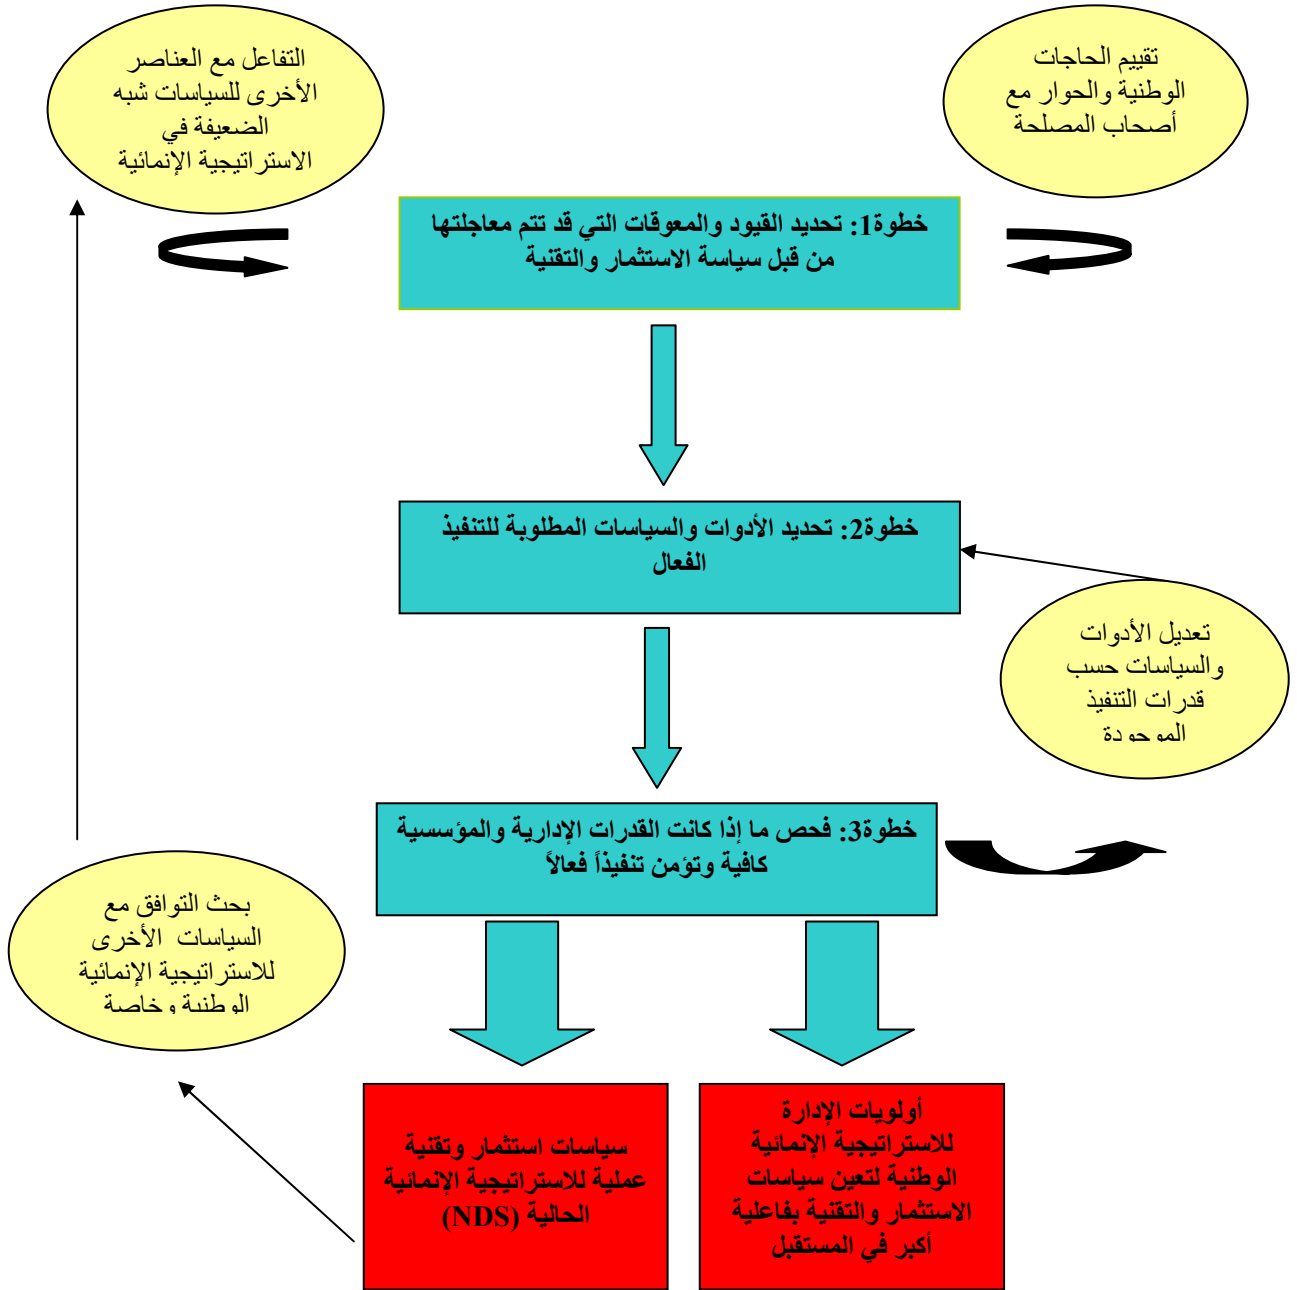 تقييم الحاجات
الوطنية والحوار مع
أصحاب المصلحة
التفاعل مع العناصر
الأخرى للسياسات شبه
الضعيفة في
الاستراتيجية الإنمائية
خطوة1: تحديد القيود والمعوقات التي قد تتم معاجلتها
من قبل سياسة الاستثمار والتقنية
خطوة2: تحديد الأدوات والسياسات المطلوبة للتنفيذ
الفعال
تعديل الأدوات
والسياسات حسب
قدرات التنفيذ
الموجودة
خطوة3: فحص ما إذا كانت القدرات الإدارية والمؤسسية
كافية وتؤمن تنفيذاً فعالاً
بحث التوافق مع
السياسات الأخرى
للاستراتيجية الإنمائية
الوطنية وخاصة
أولويات الإدارة
للاستراتيجية الإنمائية
الوطنية لتعين سياسات
الاستثمار والتقنية بفاعلية
أكبر في المستقبل
سياسات استثمار وتقنية
عملية للاستراتيجية الإنمائية
الحالية (NDS)